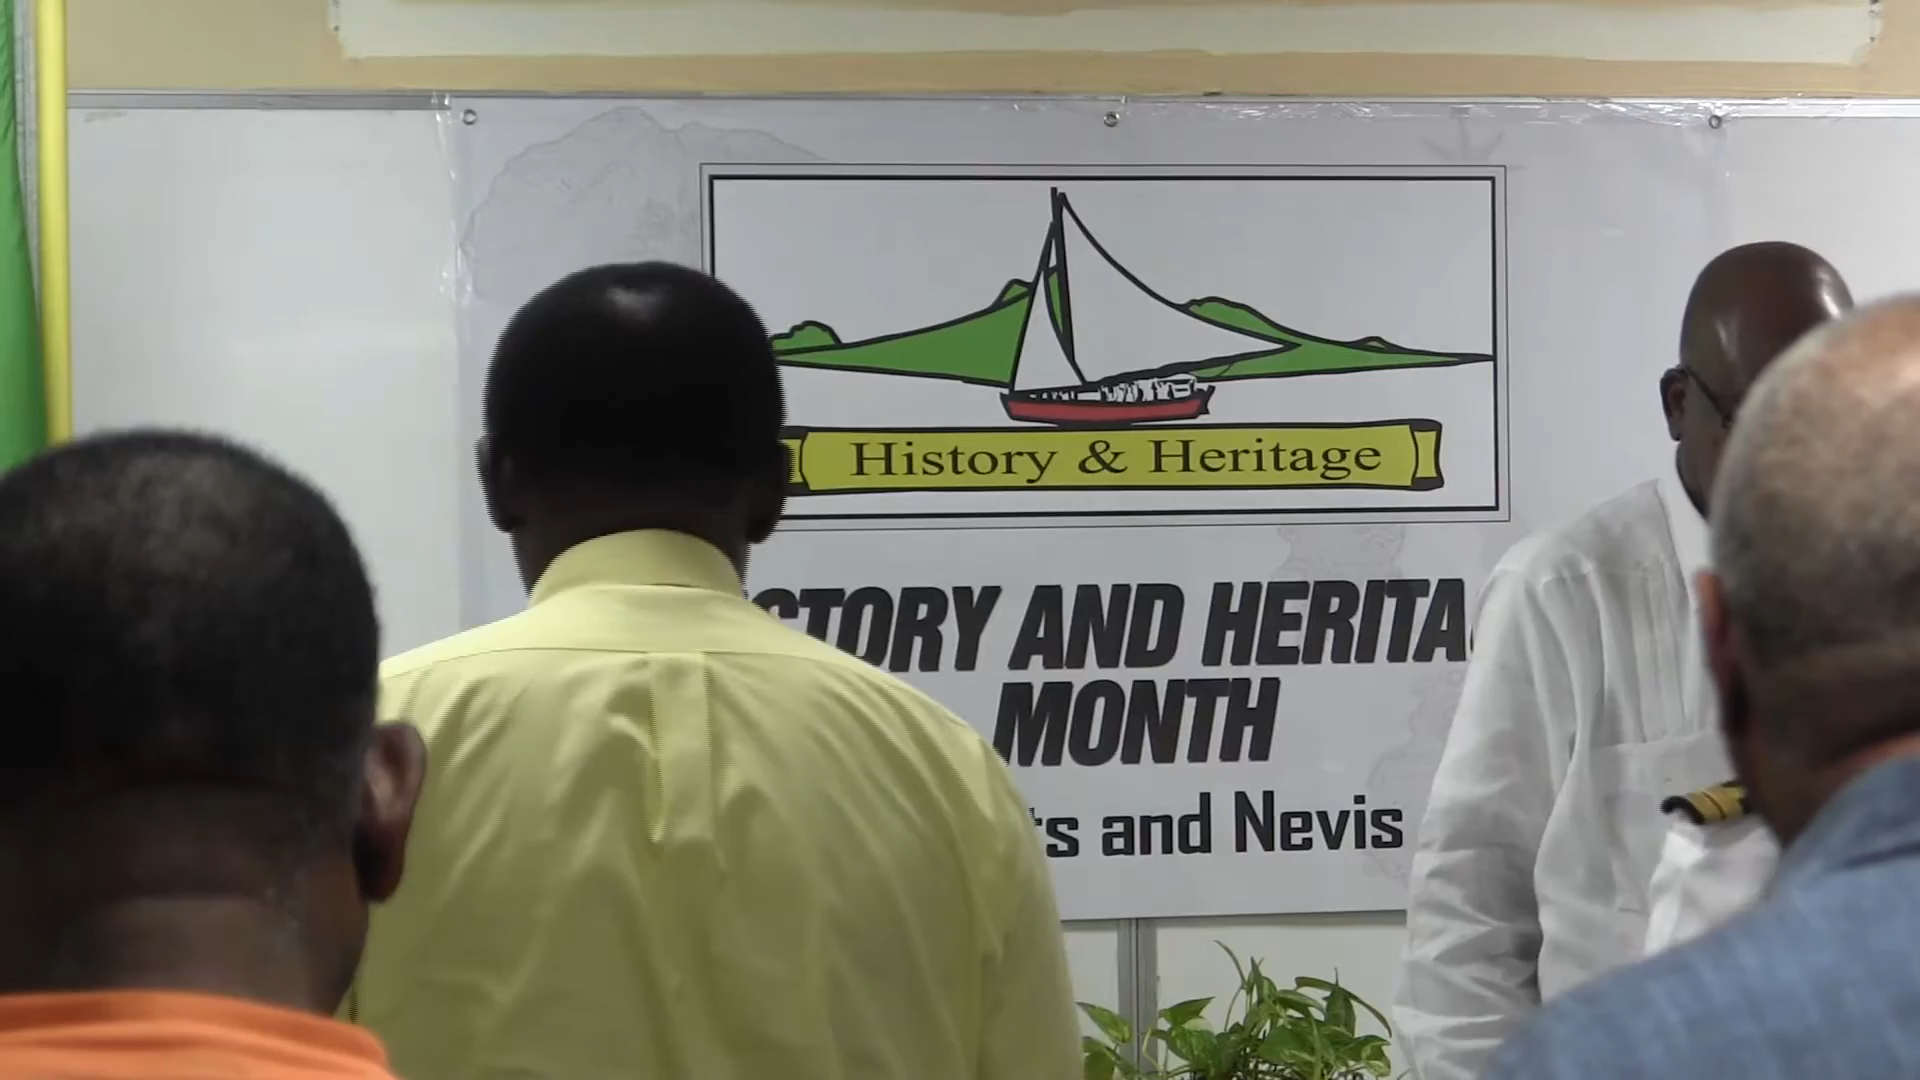 History & Heritage
STORY AND HERITA
MONTH
ts and Nevis